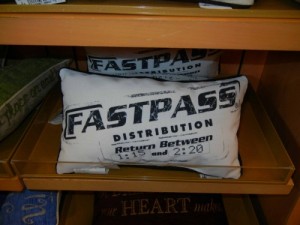 FASTPASS
DISTRIBUTION
FASTPASS
DISTRIBUTION
Return Between
1:15 and 2:20
HEART